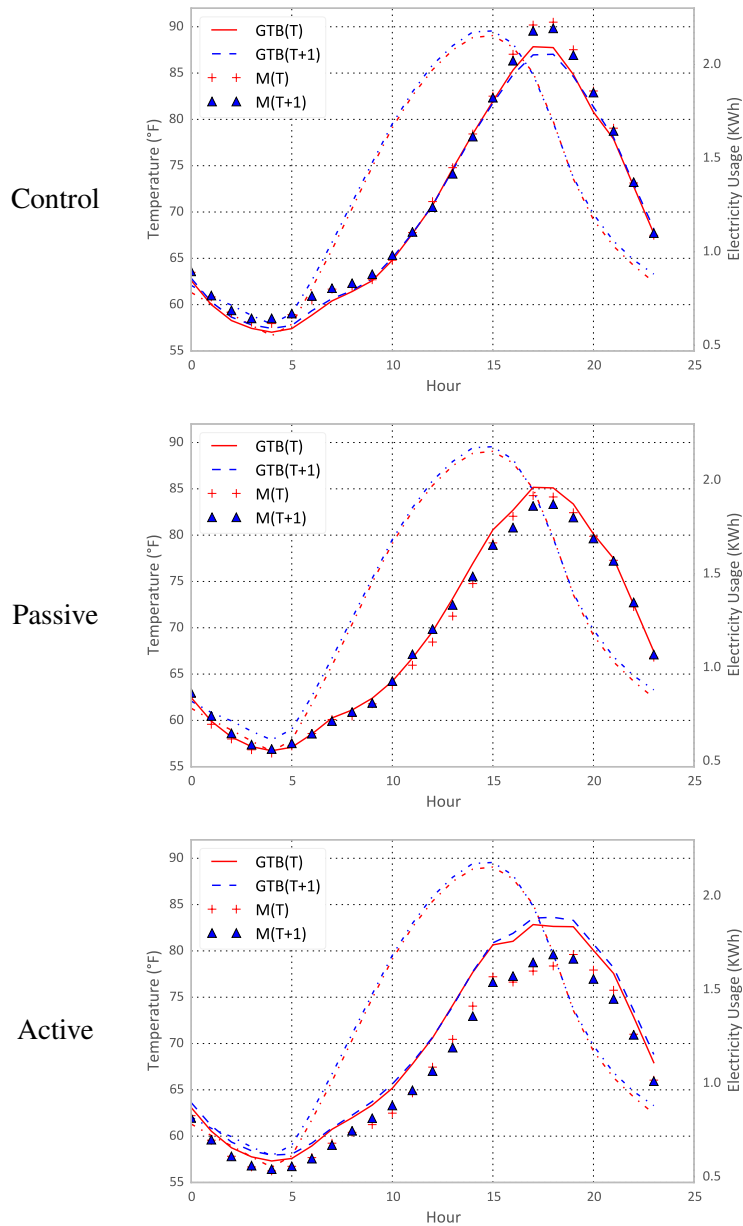 Control
GTB(T)
GTB(T+1)
M(T)
M(T+1)
90
85
80
75
70
65
60
55
Temperature (°F)
2.0
1.5
1.0
0.5
Electricity Usage (KWh)
0 5 10 15 20 25
Hour
Passive
GTB(T)
GTB(T+1)
M(T)
M(T+1)
90
85
80
75
70
65
60
55
Temperature (°F)
2.0
1.5
1.0
0.5
Electricity Usage (KWh)
0 5 10 15 20 25
Hour
Active
GTB(T)
GTB(T+1)
M(T)
M(T+1)
90
85
80
75
70
65
60
55
Temperature (°F)
2.0
1.5
1.0
0.5
Electricity Usage (KWh)
0 5 10 15 20 25
Hour